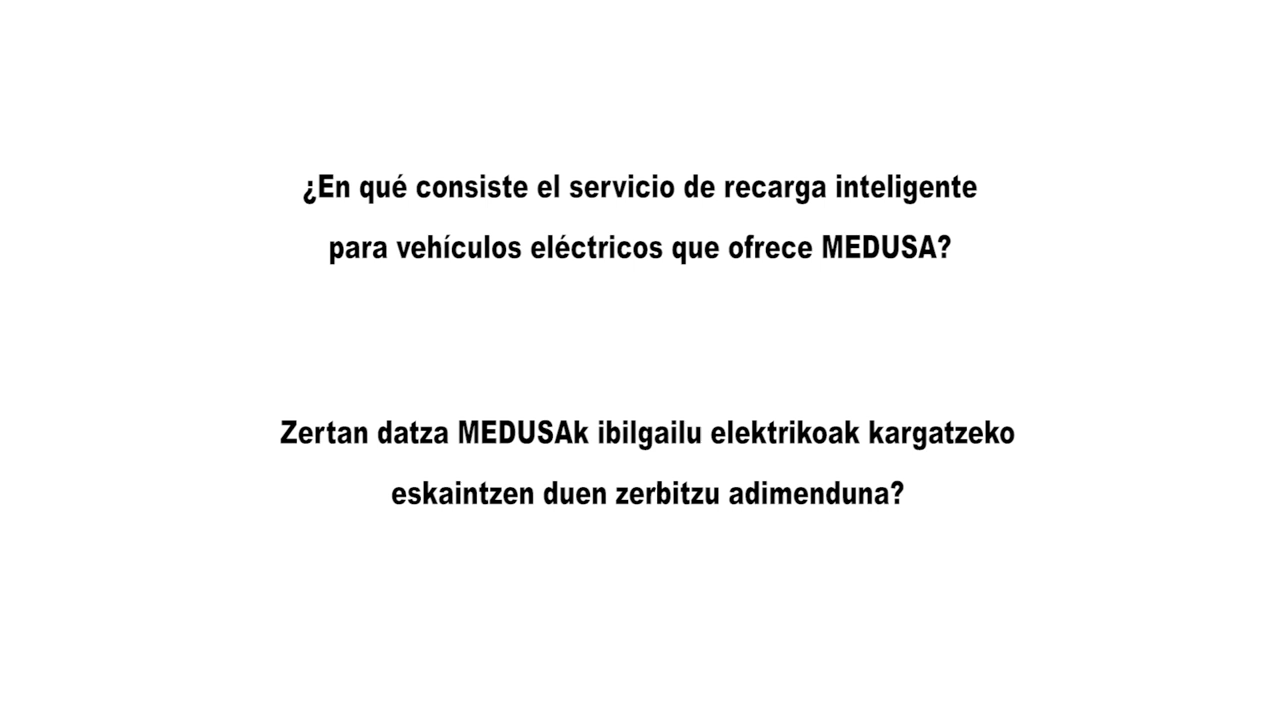 ¿En qué consiste el servicio de recarga inteligente
para vehículos eléctricos que ofrece MEDUSA?
Zertan datza MEDUSAk ibilgailu elektrikoak kargatzeko
eskaintzen duen zerbitzu adimenduna?